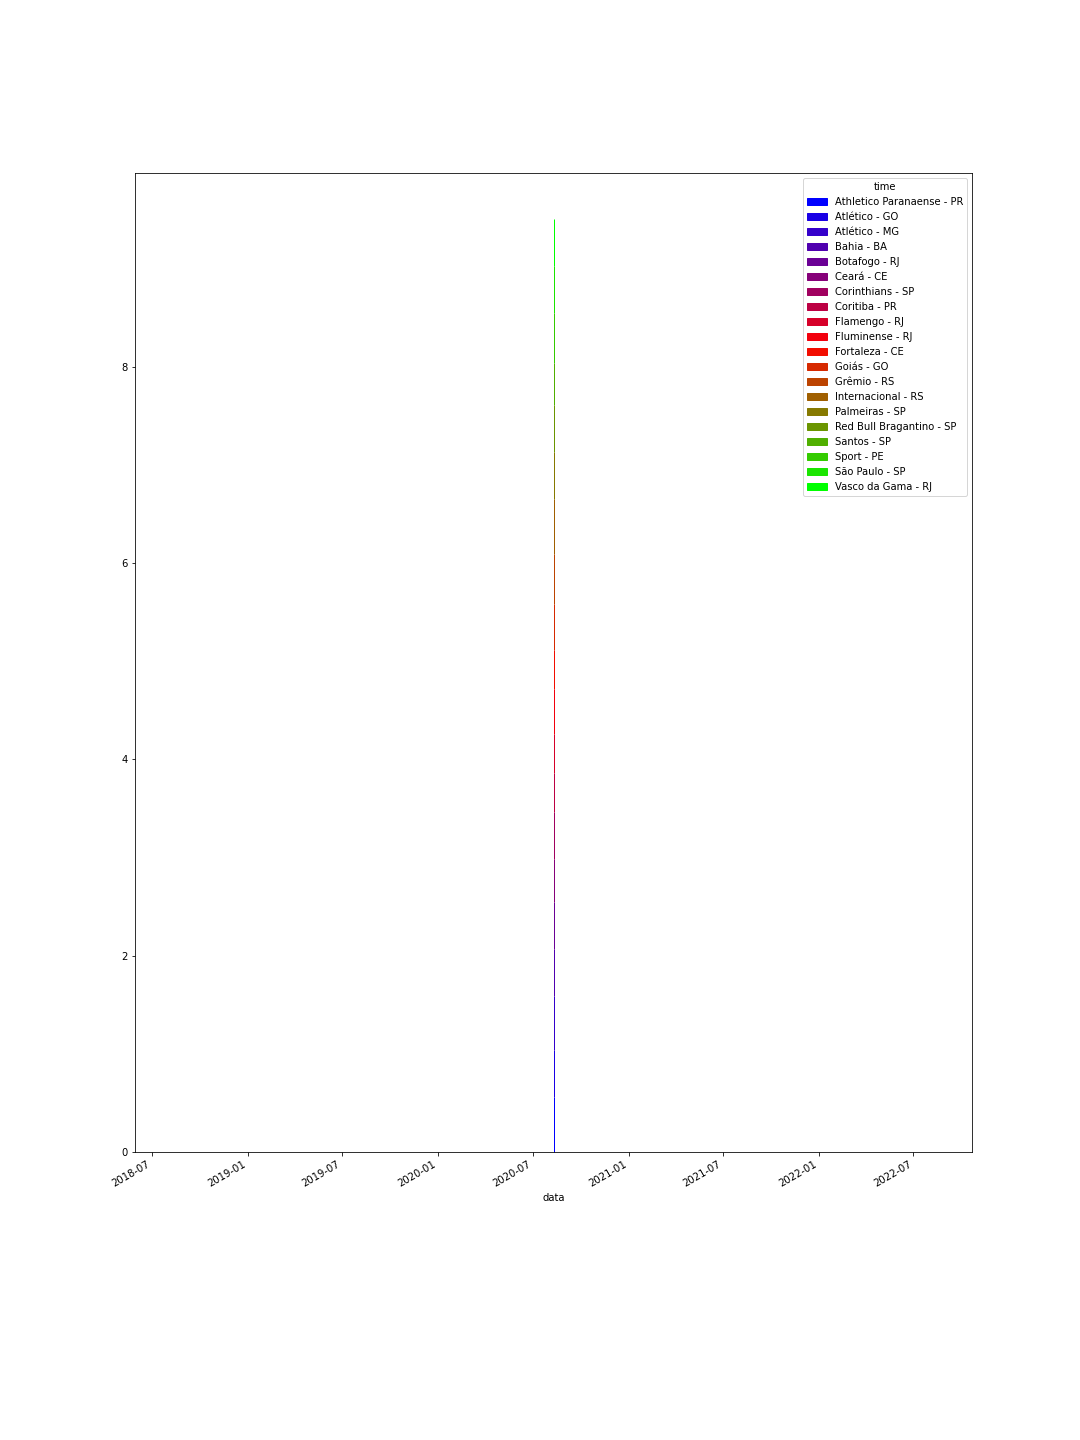 time
Athletico Paranaense - PR
Atlético - GO
Atlético - MG
Bahia - BA
Botafogo - RJ
Ceará - CE
Corinthians - SP
Coritiba - PR
Flamengo - RJ
Fluminense - RJ
Fortaleza - CE
Goiás - GO
Grêmio - RS
Internacional - RS
Palmeiras - SP
Red Bull Bragantino - SP
Santos - SP
Sport - PE
São Paulo - SP
Vasco da Gama - RJ
8
6
4
2
0
2018-07 2019-01 2019-07 2020-01 2020-07 2021-01 2021-07 2022-01 2022-07
data